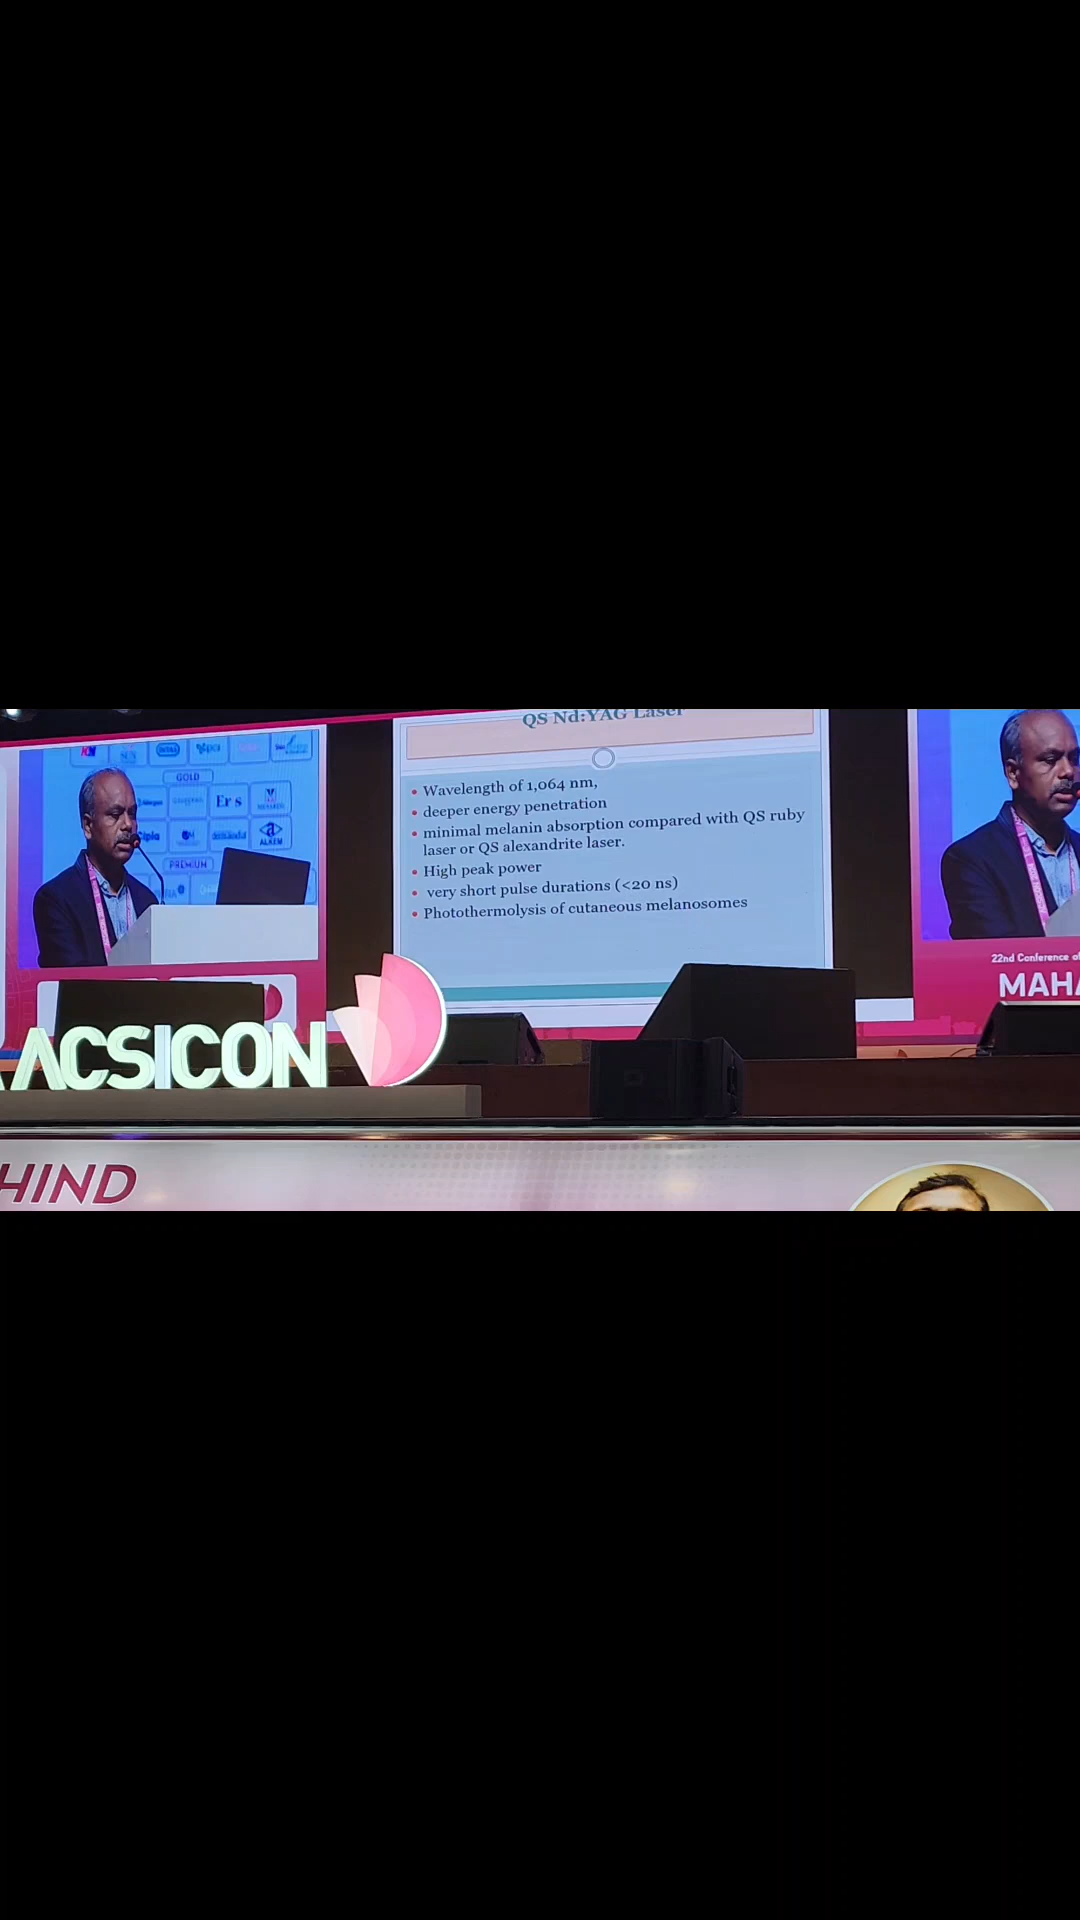 QS Nd:YAG Laser
• Wavelength of 1,064 nm,
• deeper energy penetration
• minimal melanin absorption compared with QS ruby
laser or QS alexandrite laser.
• High peak power
• very short pulse durations (<20 ns)
• Photothermolysis of cutaneous melanosomes
GOLD
Er s
Cipla
ALKEM
PREMIUM
22nd Conference o
MAHA
ACSICON
HIND